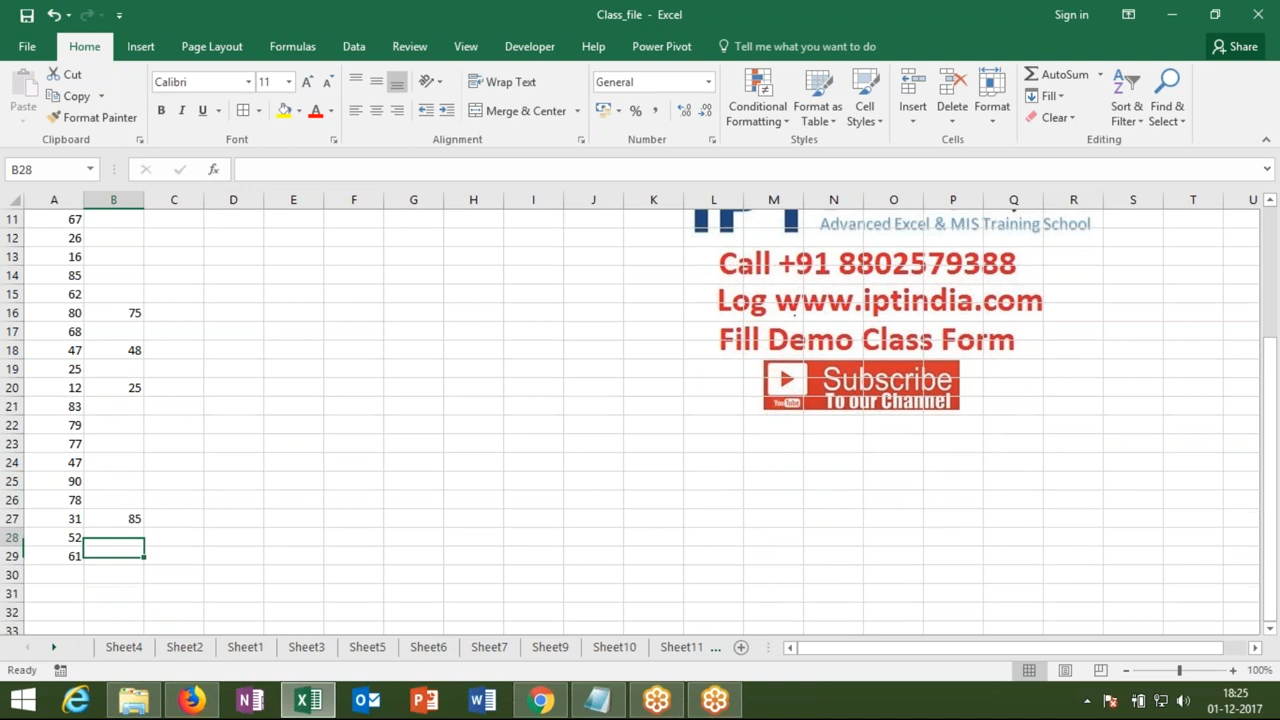 Class_file - Excel
Sign in
File Home Insert Page Layout Formulas Data Review View Developer Help Power Pivot Tell me what you want to do Share
Paste
Cut
Copy
Format Painter
Clipboard
Calibri 11
B I U A
Font
Wrap Text
Merge & Center
Alignment
General
%
Number
Conditional Formatting
Format as Table
Cell Styles
Styles
Insert
Delete
Format
Cells
AutoSum
Fill
Clear
Sort & Filter
Find & Select
Editing
B28
fx
A B C D E F G H I J K L M N O P Q R S T U
11 67
Advanced Excel & MIS Training School
12 26
13 16
Call +91 8802579388
14 85
15 62
Log www.iptindia.com
16 80 75
17 68
Fill Demo Class Form
18 47 48
19 25
Subscribe
YouTube
To our Channel
20 12 25
21 83
22 79
23 77
24 47
25 90
26 78
27 31 85
28 52
29 61
30
31
32
33
Sheet4 Sheet2 Sheet1 Sheet3 Sheet5 Sheet6 Sheet7 Sheet9 Sheet10 Sheet11 ...
Ready
100%
18:25
01-12-2017